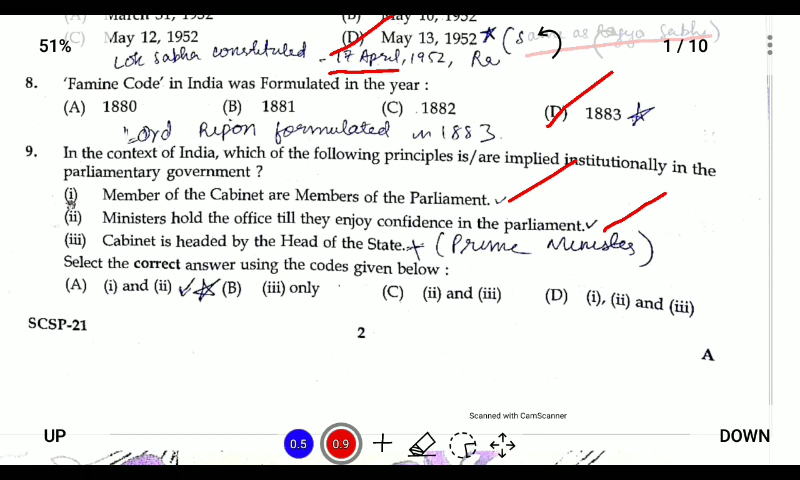 (A) March 31, 1952 (B) May 10, 1952
51%
(C) May 12, 1952 (D) May 13, 1952 (same as Rajya Sabha)
1 / 10
Lok Sabha constituted - 17 April, 1952, Ra
8. 'Famine Code' in India was Formulated in the year :
(A) 1880 (B) 1881 (C) 1882 (D) 1883
Lord Ripon formulated in 1883.
9. In the context of India, which of the following principles is/are implied institutionally in the
parliamentary government ?
(i) Member of the Cabinet are Members of the Parliament.
(ii) Ministers hold the office till they enjoy confidence in the parliament.
(iii) Cabinet is headed by the Head of the State. (Prime Minister)
Select the correct answer using the codes given below :
(A) (i) and (ii) (B) (iii) only (C) (ii) and (iii) (D) (i), (ii) and (iii)
SCSP-21
2
A
Scanned with CamScanner
UP
0.5 0.9
DOWN